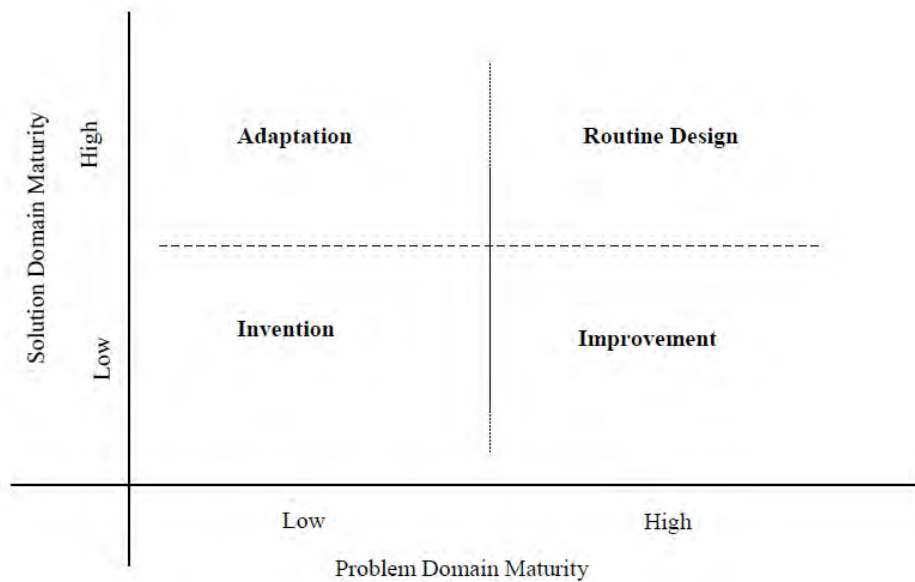 Solution Domain Maturity
High
Low
Adaptation
Routine Design
Invention
Improvement
Low
High
Problem Domain Maturity